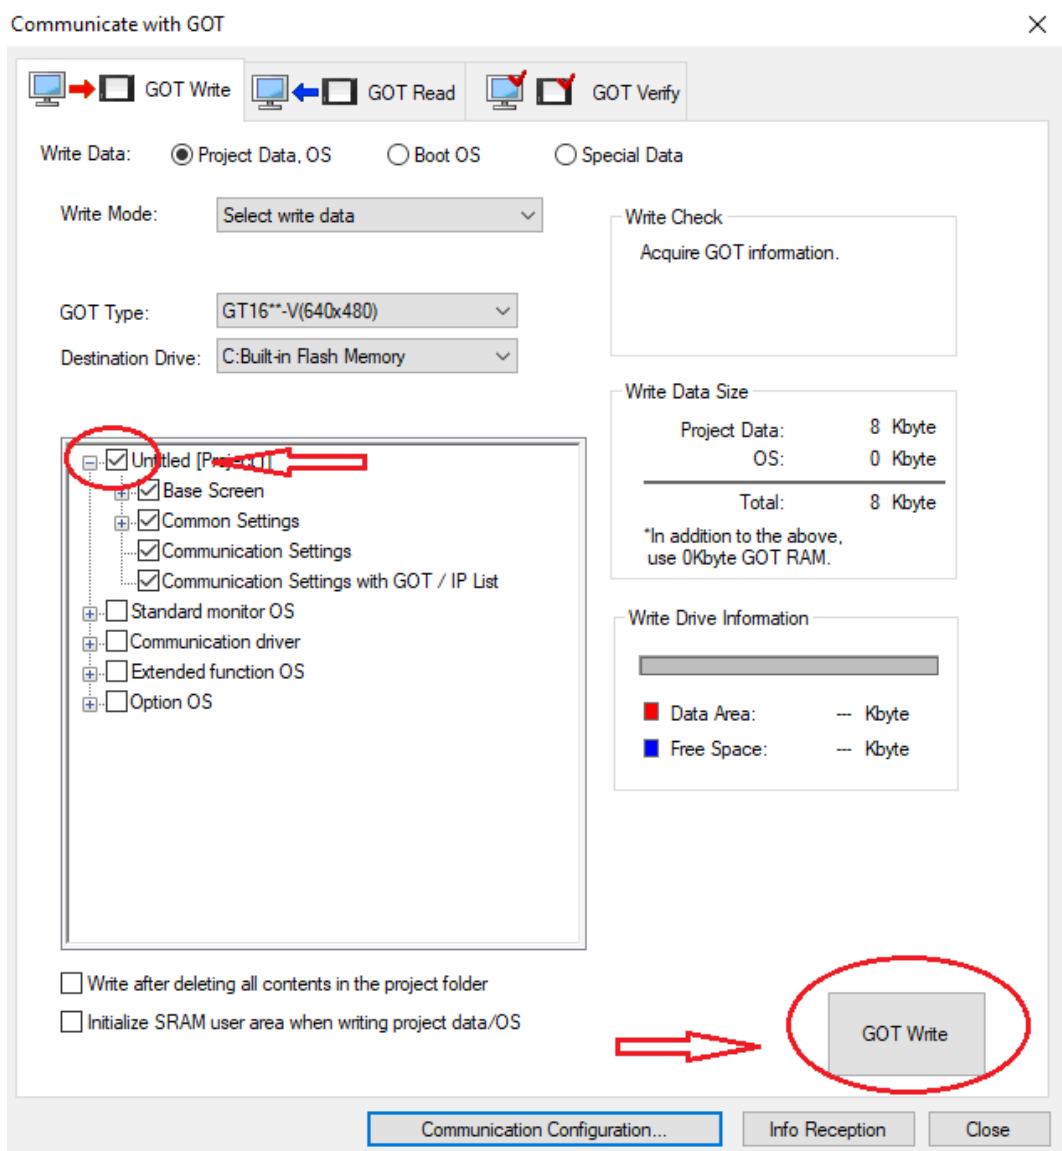 Communicate with GOT
GOT Write
GOT Read
GOT Verify
Write Data:
Project Data, OS
Boot OS
Special Data
Write Mode:
Select write data
GOT Type:
GT16**-V(640x480)
Destination Drive:
C:Built-in Flash Memory
Untitled [Project1]
Base Screen
Common Settings
Communication Settings
Communication Settings with GOT / IP List
Standard monitor OS
Communication driver
Extended function OS
Option OS
Write after deleting all contents in the project folder
Initialize SRAM user area when writing project data/OS
Write Check
Acquire GOT information.
Write Data Size
Project Data: 8 Kbyte
OS: 0 Kbyte
Total: 8 Kbyte
*In addition to the above,
use 0Kbyte GOT RAM.
Write Drive Information
Data Area: --- Kbyte
Free Space: --- Kbyte
GOT Write
Communication Configuration...
Info Reception
Close